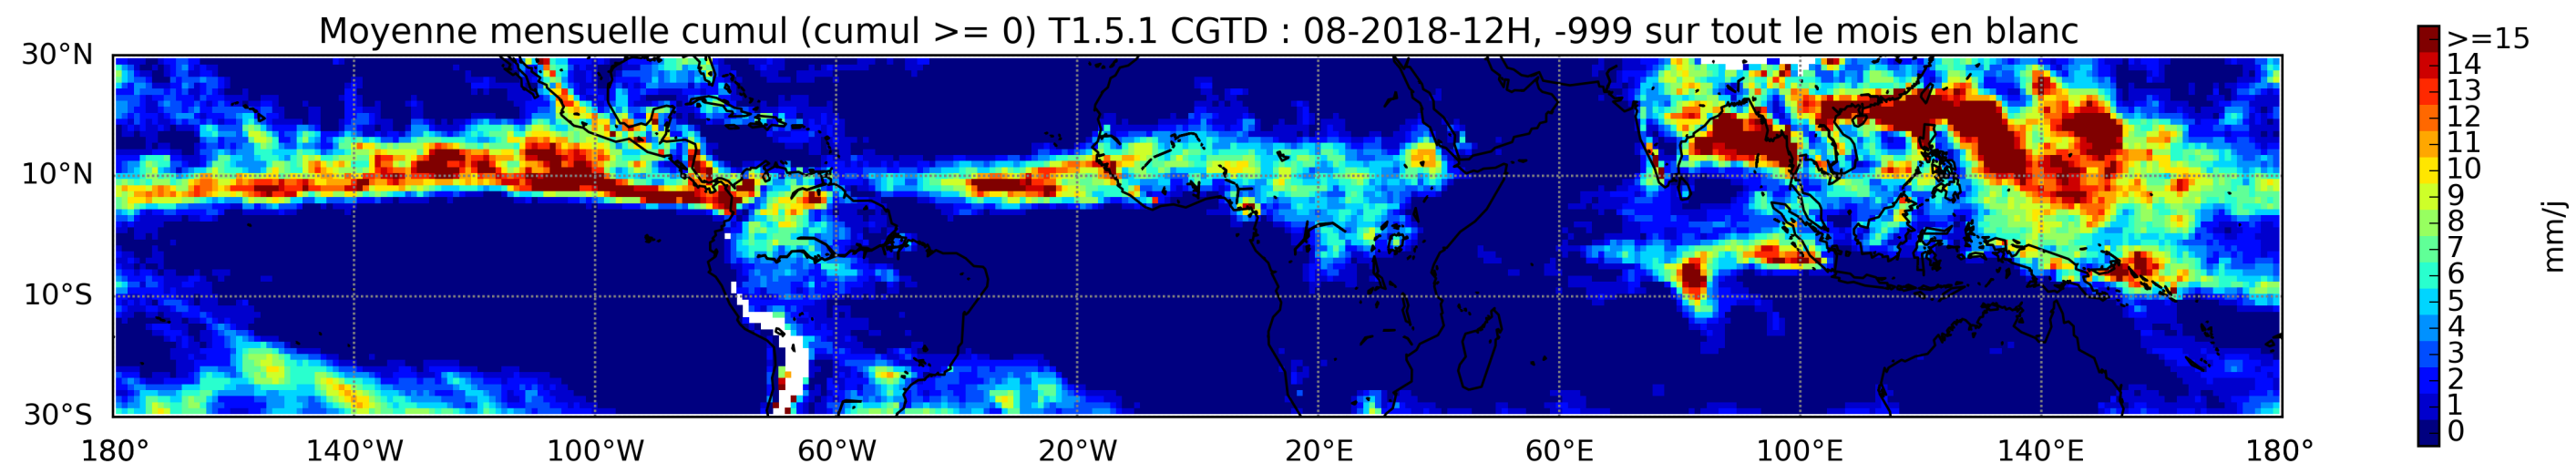 Moyenne mensuelle cumul (cumul >= 0) T1.5.1 CGTD : 08-2018-12H, -999 sur tout le mois en blanc
30°N
10°N
10°S
30°S
180°
140°W
100°W
60°W
20°W
20°E
60°E
100°E
140°E
180°
>=15
14
13
12
11
10
9
8
7
6
5
4
3
2
1
0
mm/j